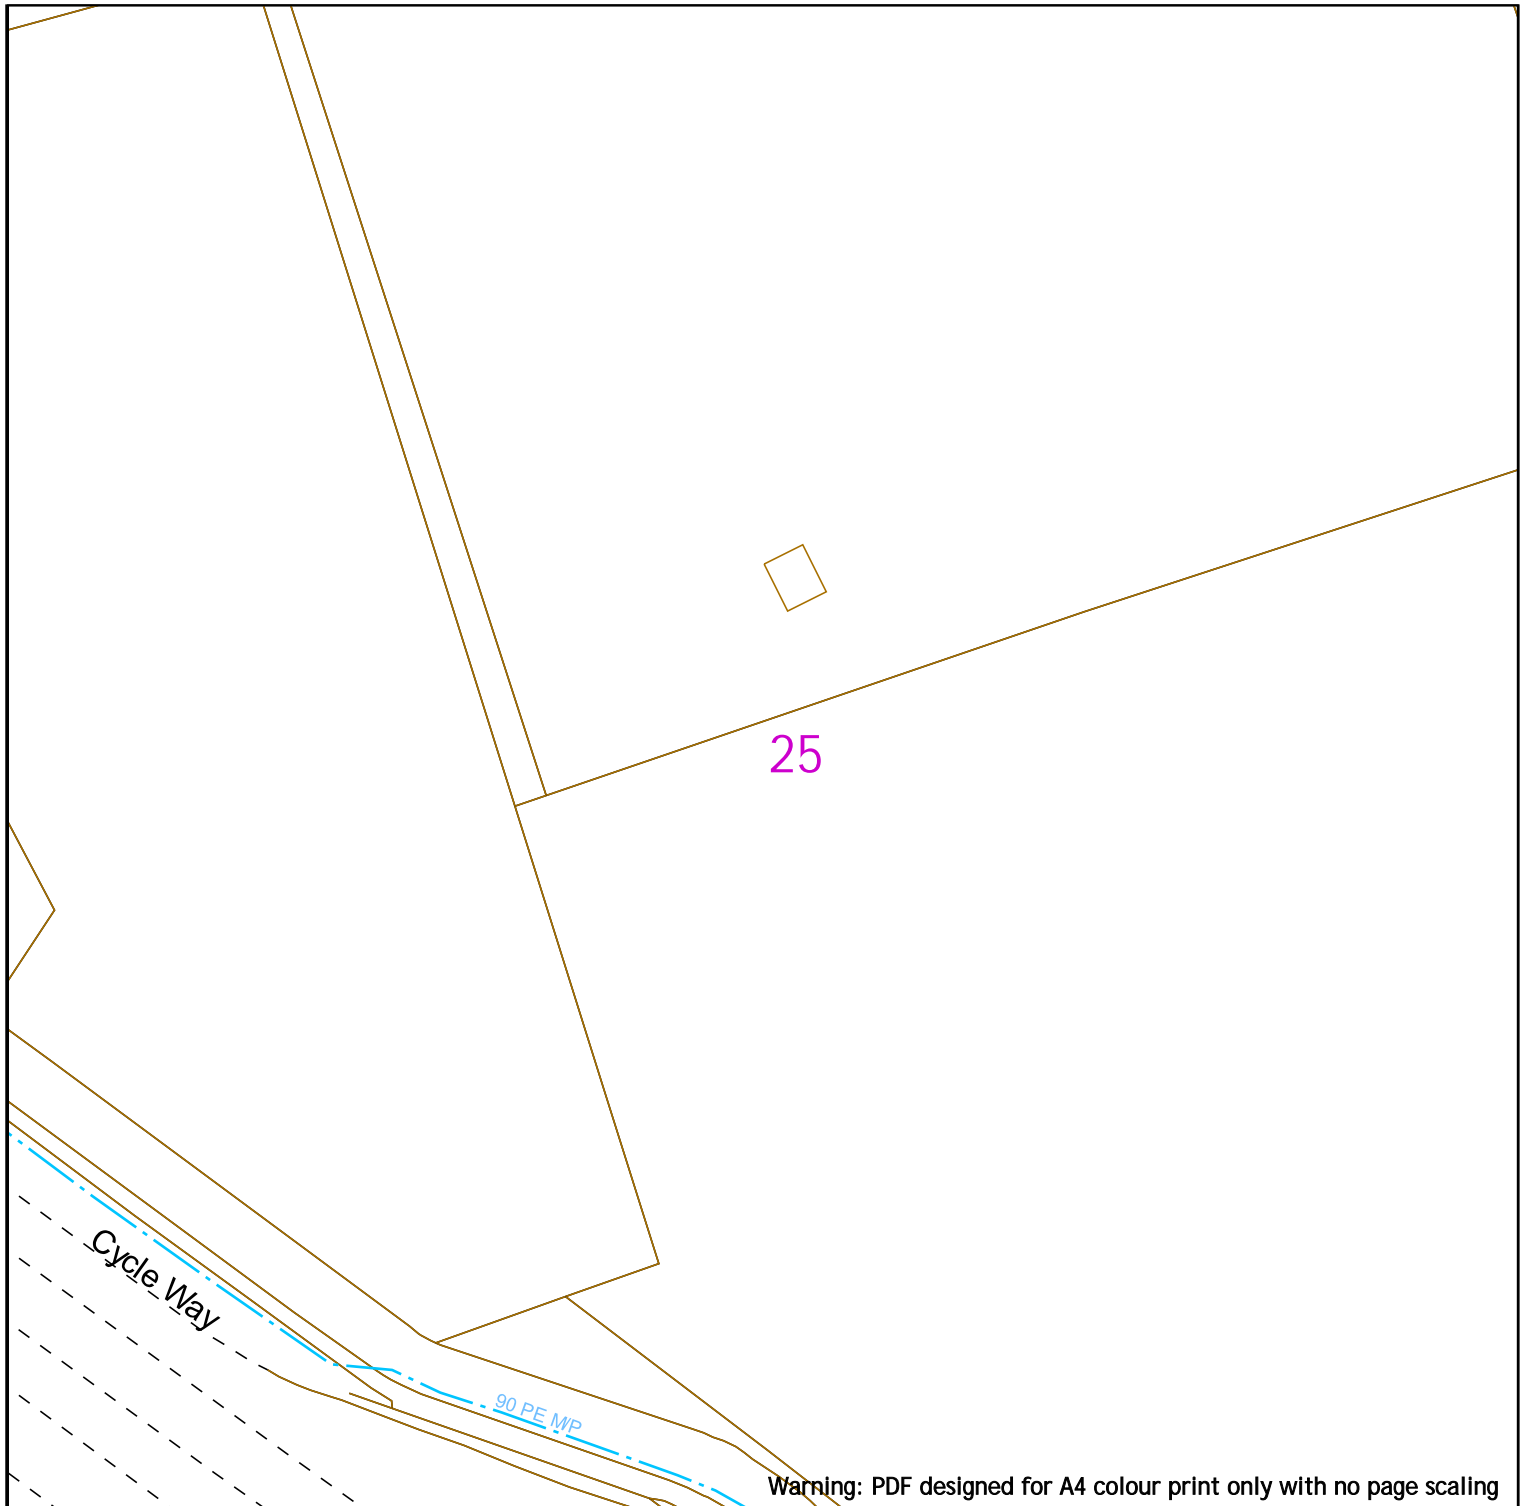 25
Cycle Way
90 PE M/P
Warning: PDF designed for A4 colour print only with no page scaling